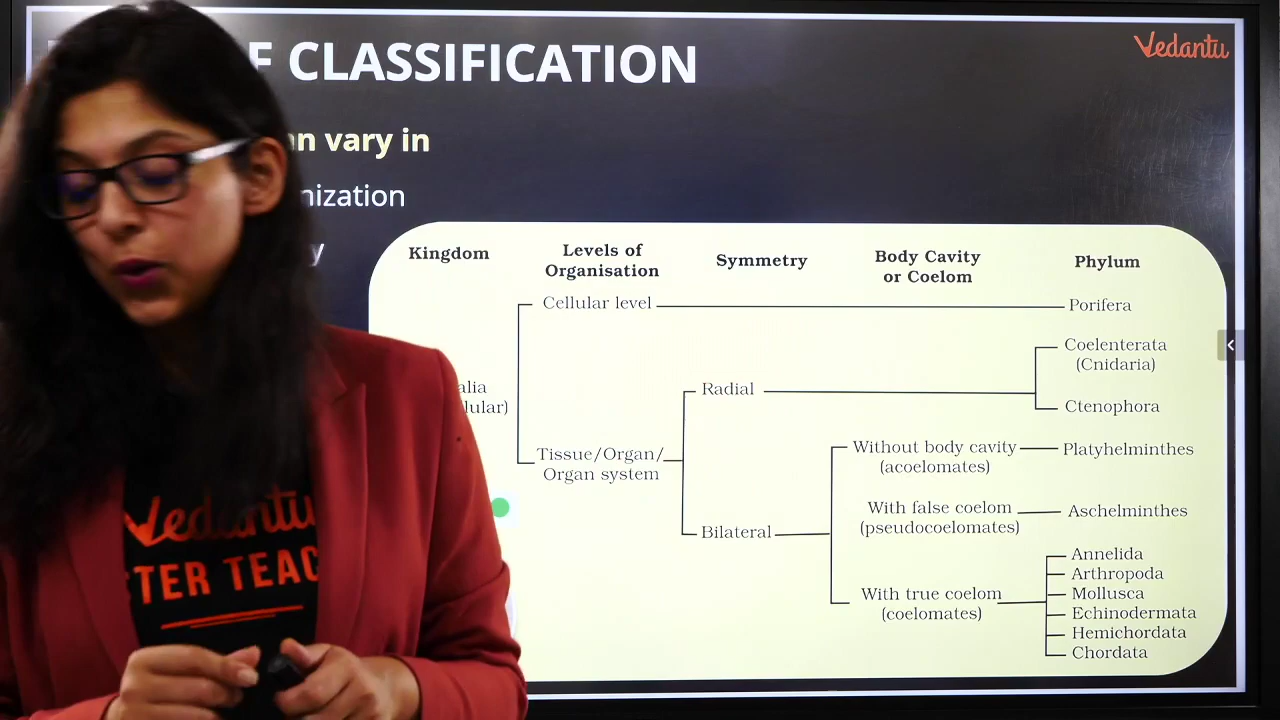 F CLASSIFICATION
Vedantu
an vary in
nization
y
Kingdom
Levels of
Organisation
Symmetry
Body Cavity
or Coelom
Phylum
Cellular level
Porifera
Coelenterata
(Cnidaria)
Radial
Ctenophora
alia
lular)
Tissue/Organ/
Organ system
Without body cavity
(acoelomates)
Platyhelminthes
With false coelom
(pseudocoelomates)
Aschelminthes
Bilateral
With true coelom
(coelomates)
Annelida
Arthropoda
Mollusca
Echinodermata
Hemichordata
Chordata
Vedantu
TER TEAC